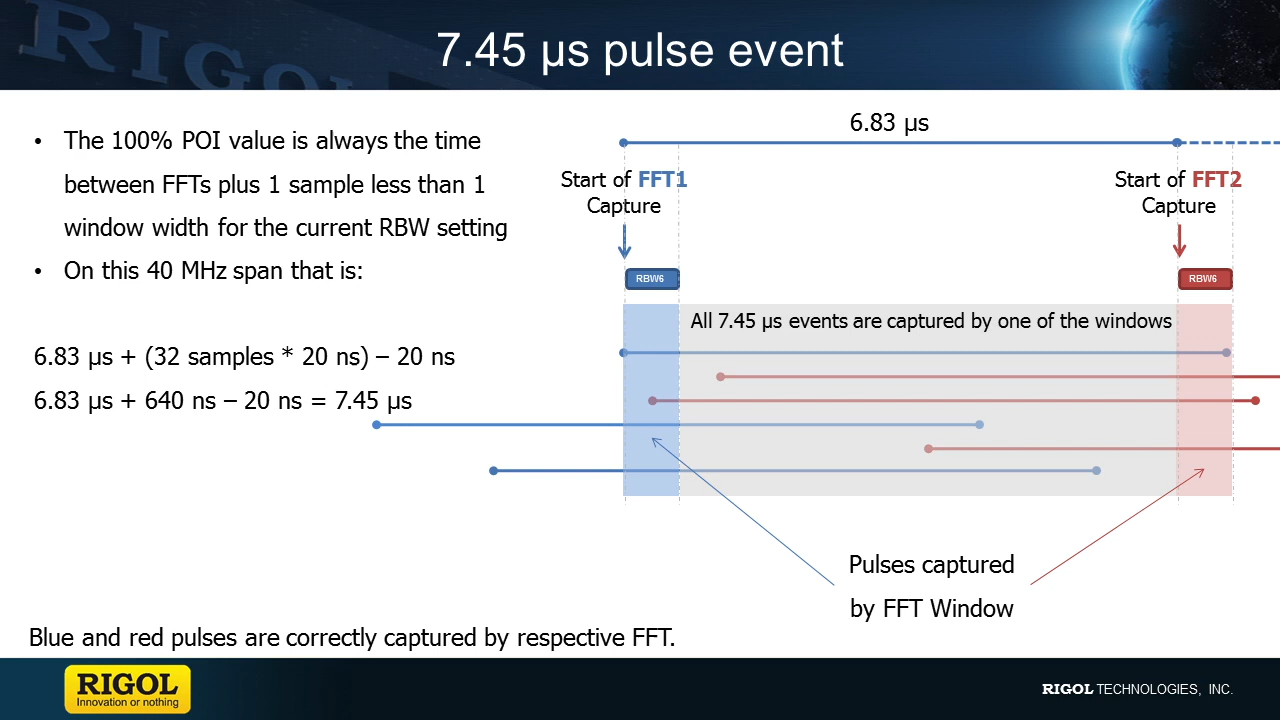 RIGOL
7.45 µs pulse event
• The 100% POI value is always the time
between FFTs plus 1 sample less than 1
window width for the current RBW setting
• On this 40 MHz span that is:
6.83 µs + (32 samples * 20 ns) – 20 ns
6.83 µs + 640 ns – 20 ns = 7.45 µs
6.83 µs
Start of FFT1
Capture
Start of FFT2
Capture
RBW6
RBW6
All 7.45 µs events are captured by one of the windows
Pulses captured
by FFT Window
Blue and red pulses are correctly captured by respective FFT.
RIGOL
Innovation or nothing
RIGOL TECHNOLOGIES, INC.